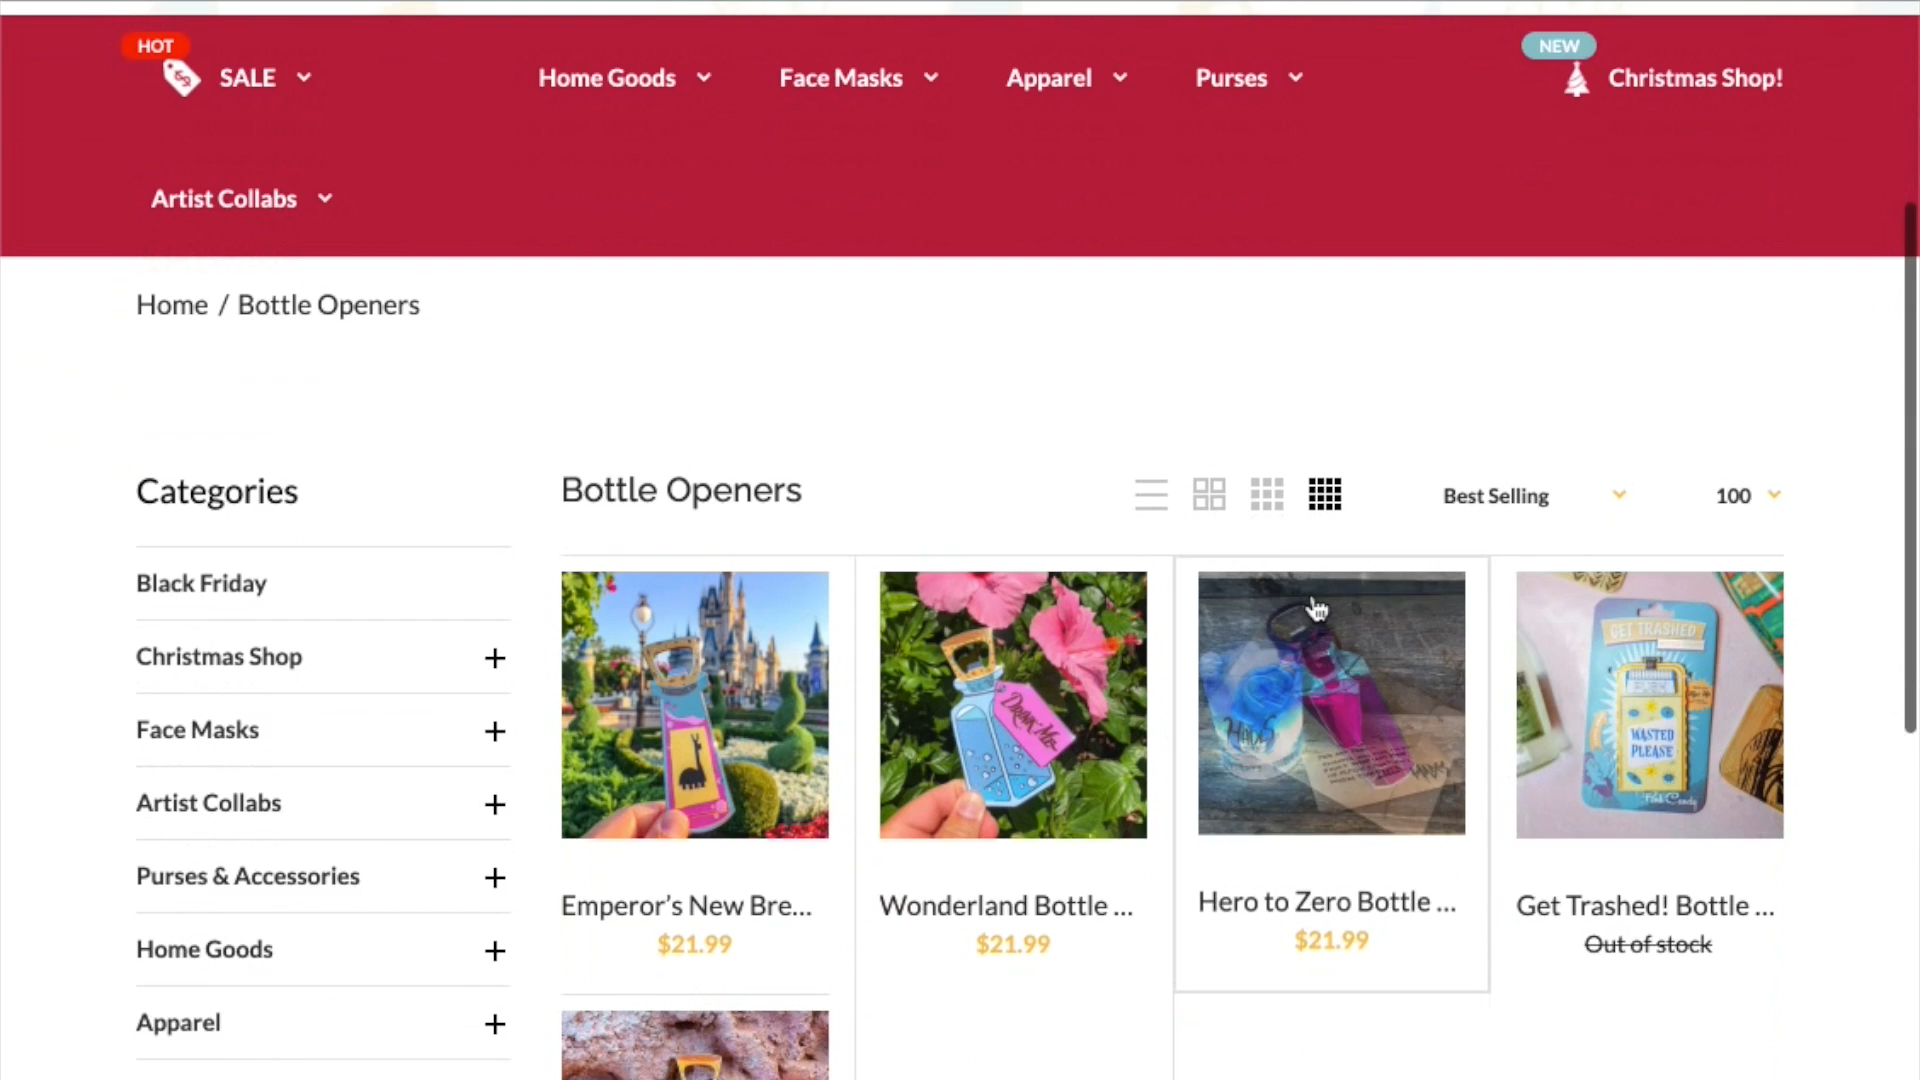 HOT
SALE
Home Goods
Face Masks
Apparel
Purses
NEW
Christmas Shop!
Artist Collabs
Home / Bottle Openers
Categories
Bottle Openers
Best Selling
100
Black Friday
Christmas Shop
Face Masks
Artist Collabs
Purses & Accessories
Home Goods
Apparel
DRINK ME
GET TRASHED
WASTED
PLEASE
Emperor's New Bre...
Wonderland Bottle ...
Hero to Zero Bottle ...
Get Trashed! Bottle ...
$21.99
$21.99
$21.99
Out of stock